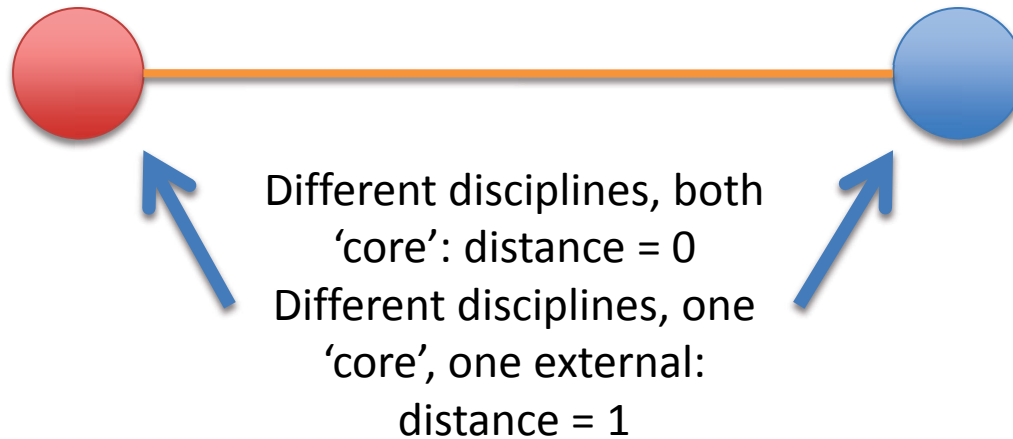 Different disciplines, both
‘core’: distance = 0
Different disciplines, one
‘core’, one external:
distance = 1